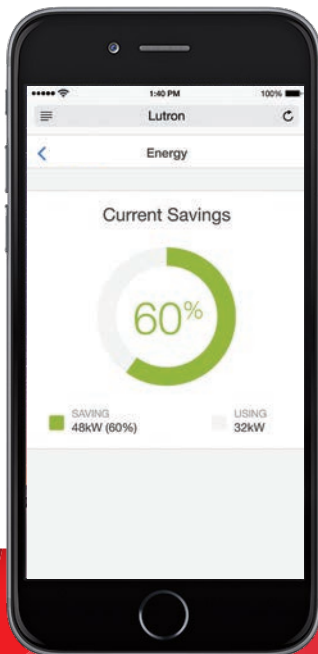 1:40 PM 100%
Lutron
Energy
Current Savings
60%
SAVING USING
48kW (60%) 32kW